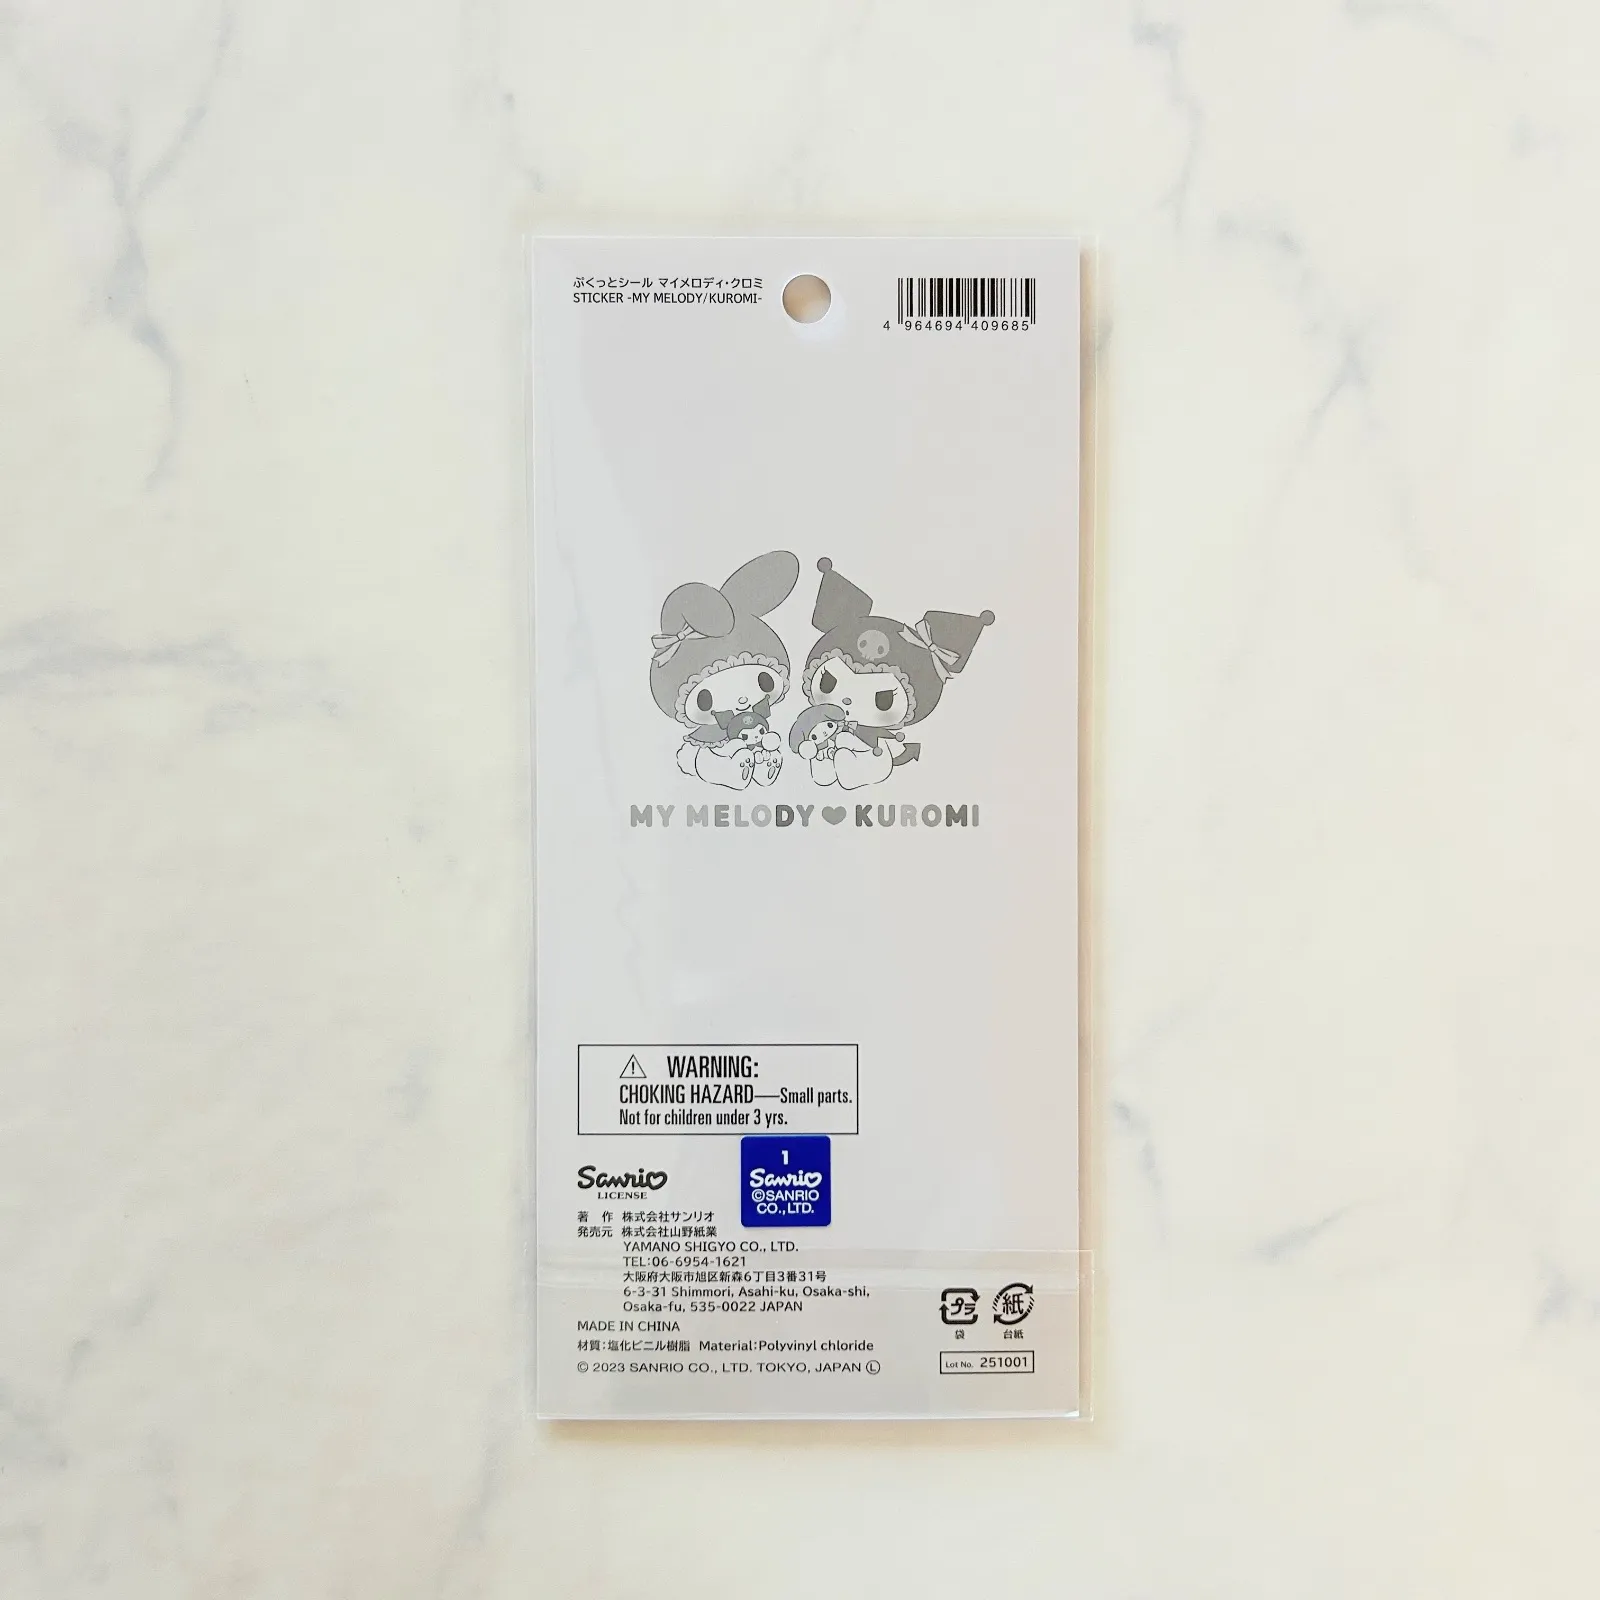 ぷくっとシール マイメロディ・クロミ
STICKER -MY MELODY/KUROMI-
4 964694 409685
MY MELODY♥KUROMI
⚠ WARNING:
CHOKING HAZARD—Small parts.
Not for children under 3 yrs.
Sanrio
LICENSE
1
Sanrio
©SANRIO
CO.,LTD.
著 作 株式会社サンリオ
発売元 株式会社山野紙業
YAMANO SHIGYO CO., LTD.
TEL:06-6954-1621
大阪府大阪市旭区新森6丁目3番31号
6-3-31 Shimmori, Asahi-ku, Osaka-shi,
Osaka-fu, 535-0022 JAPAN
MADE IN CHINA
材質:塩化ビニル樹脂 Material:Polyvinyl chloride
© 2023 SANRIO CO., LTD. TOKYO, JAPAN Ⓛ
プラ 紙
袋 台紙
Lot No. 251001